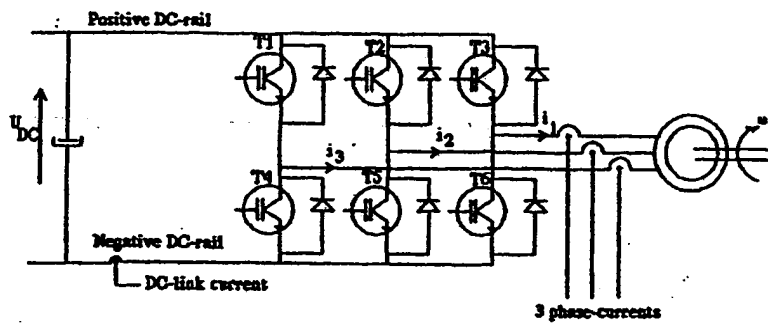 Positive DC-rail
T1
T2
T3
U DC
i1
i2
i3
T4
T5
T6
Negative DC-rail
DC-link current
3 phase-currents